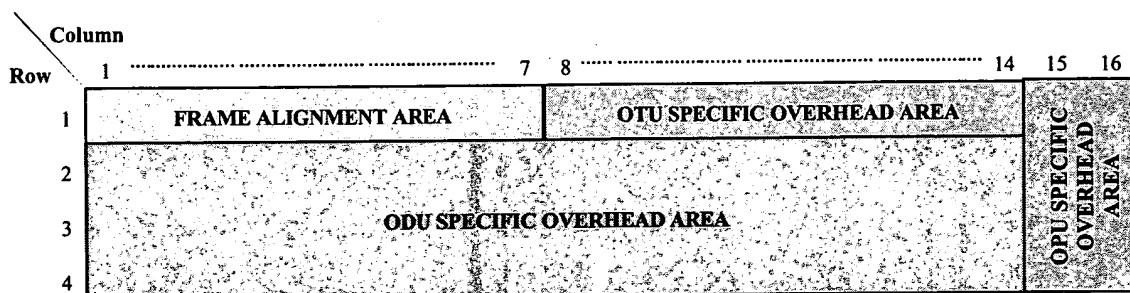 Column
Row
1 ........................ 7 8 ........................ 14 15 16
1 FRAME ALIGNMENT AREA OTU SPECIFIC OVERHEAD AREA
2
3 ODU SPECIFIC OVERHEAD AREA
4
OPU SPECIFIC
OVERHEAD
AREA